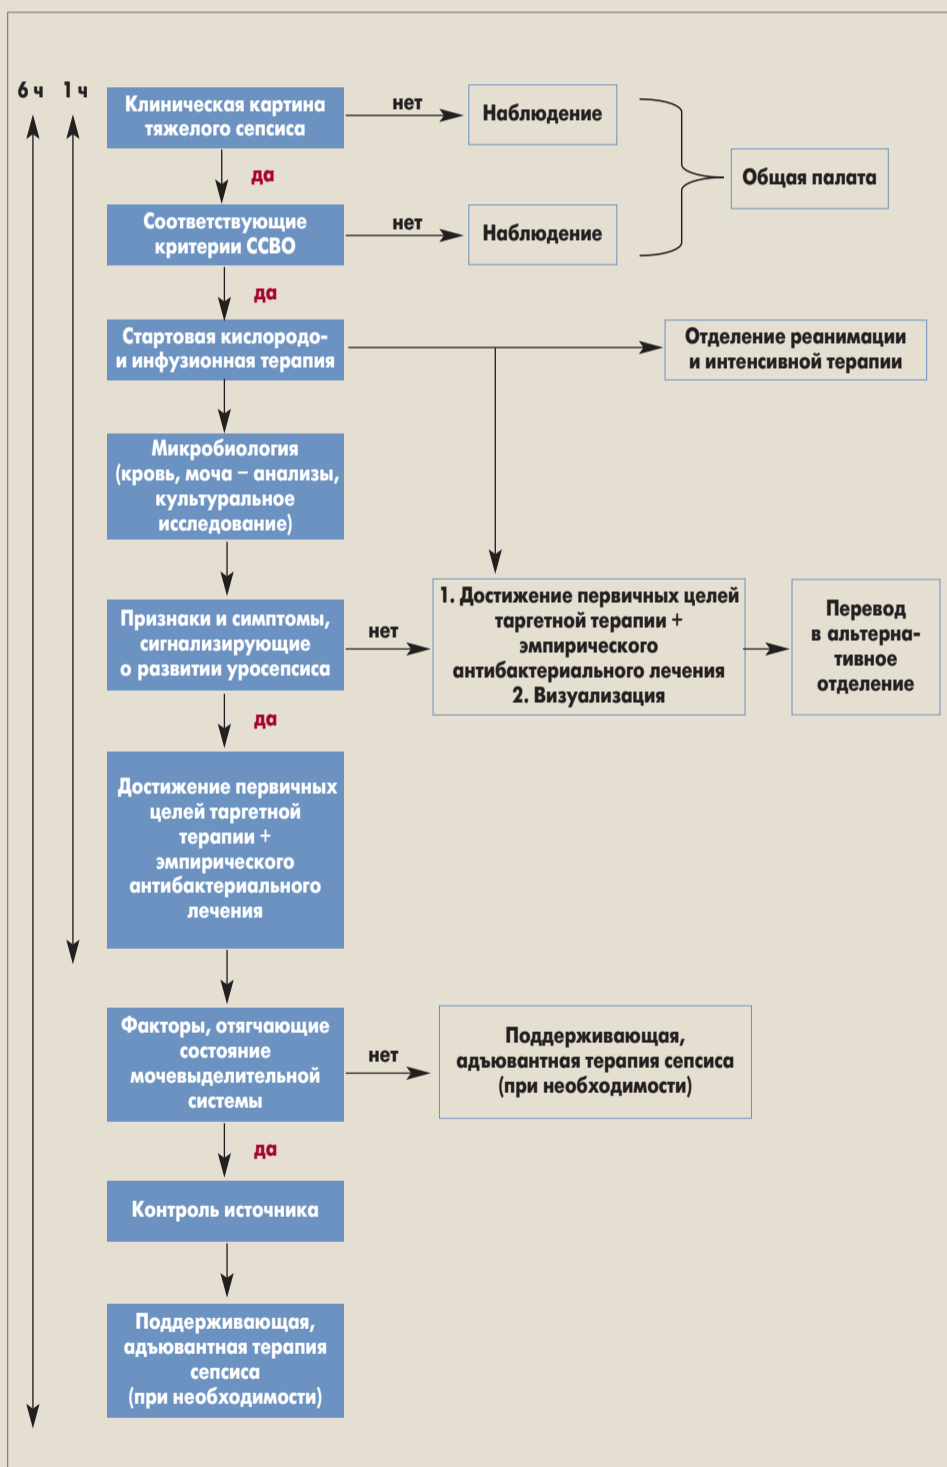 6 ч
1 ч
Клиническая картина
тяжелого сепсиса
нет
Наблюдение
Общая палата
да
Соответствующие
критерии ССВО
нет
Наблюдение
да
Стартовая кислородо-
и инфузионная терапия
Отделение реанимации
и интенсивной терапии
Микробиология
(кровь, моча – анализы,
культуральное
исследование)
Признаки и симптомы,
сигнализирующие
о развитии уросепсиса
нет
1. Достижение первичных целей
таргетной терапии +
эмпирического
антибактериального лечения
2. Визуализация
Перевод
в альтерна-
тивное
отделение
да
Достижение первичных
целей таргетной
терапии +
эмпирического
антибактериального
лечения
Факторы, отягчающие
состояние
мочевыделительной
системы
нет
Поддерживающая,
адъювантная терапия сепсиса
(при необходимости)
да
Контроль источника
Поддерживающая,
адъювантная терапия
сепсиса
(при необходимости)